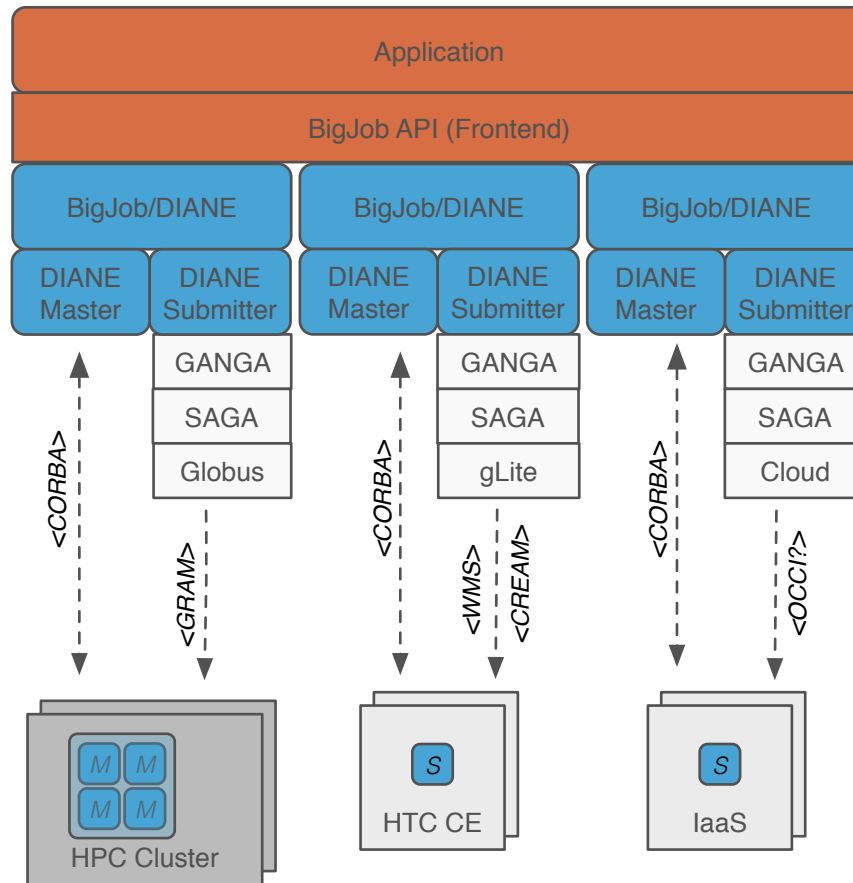 Application
BigJob API (Frontend)
BigJob/DIANE
BigJob/DIANE
BigJob/DIANE
DIANE
Master
DIANE
Submitter
DIANE
Master
DIANE
Submitter
DIANE
Master
DIANE
Submitter
GANGA
GANGA
GANGA
SAGA
SAGA
SAGA
Globus
gLite
Cloud
<CORBA>
<GRAM>
<CORBA>
<WMS>
<CREAM>
<CORBA>
<OCCI?>
M M
M M
HPC Cluster
S
HTC CE
S
IaaS